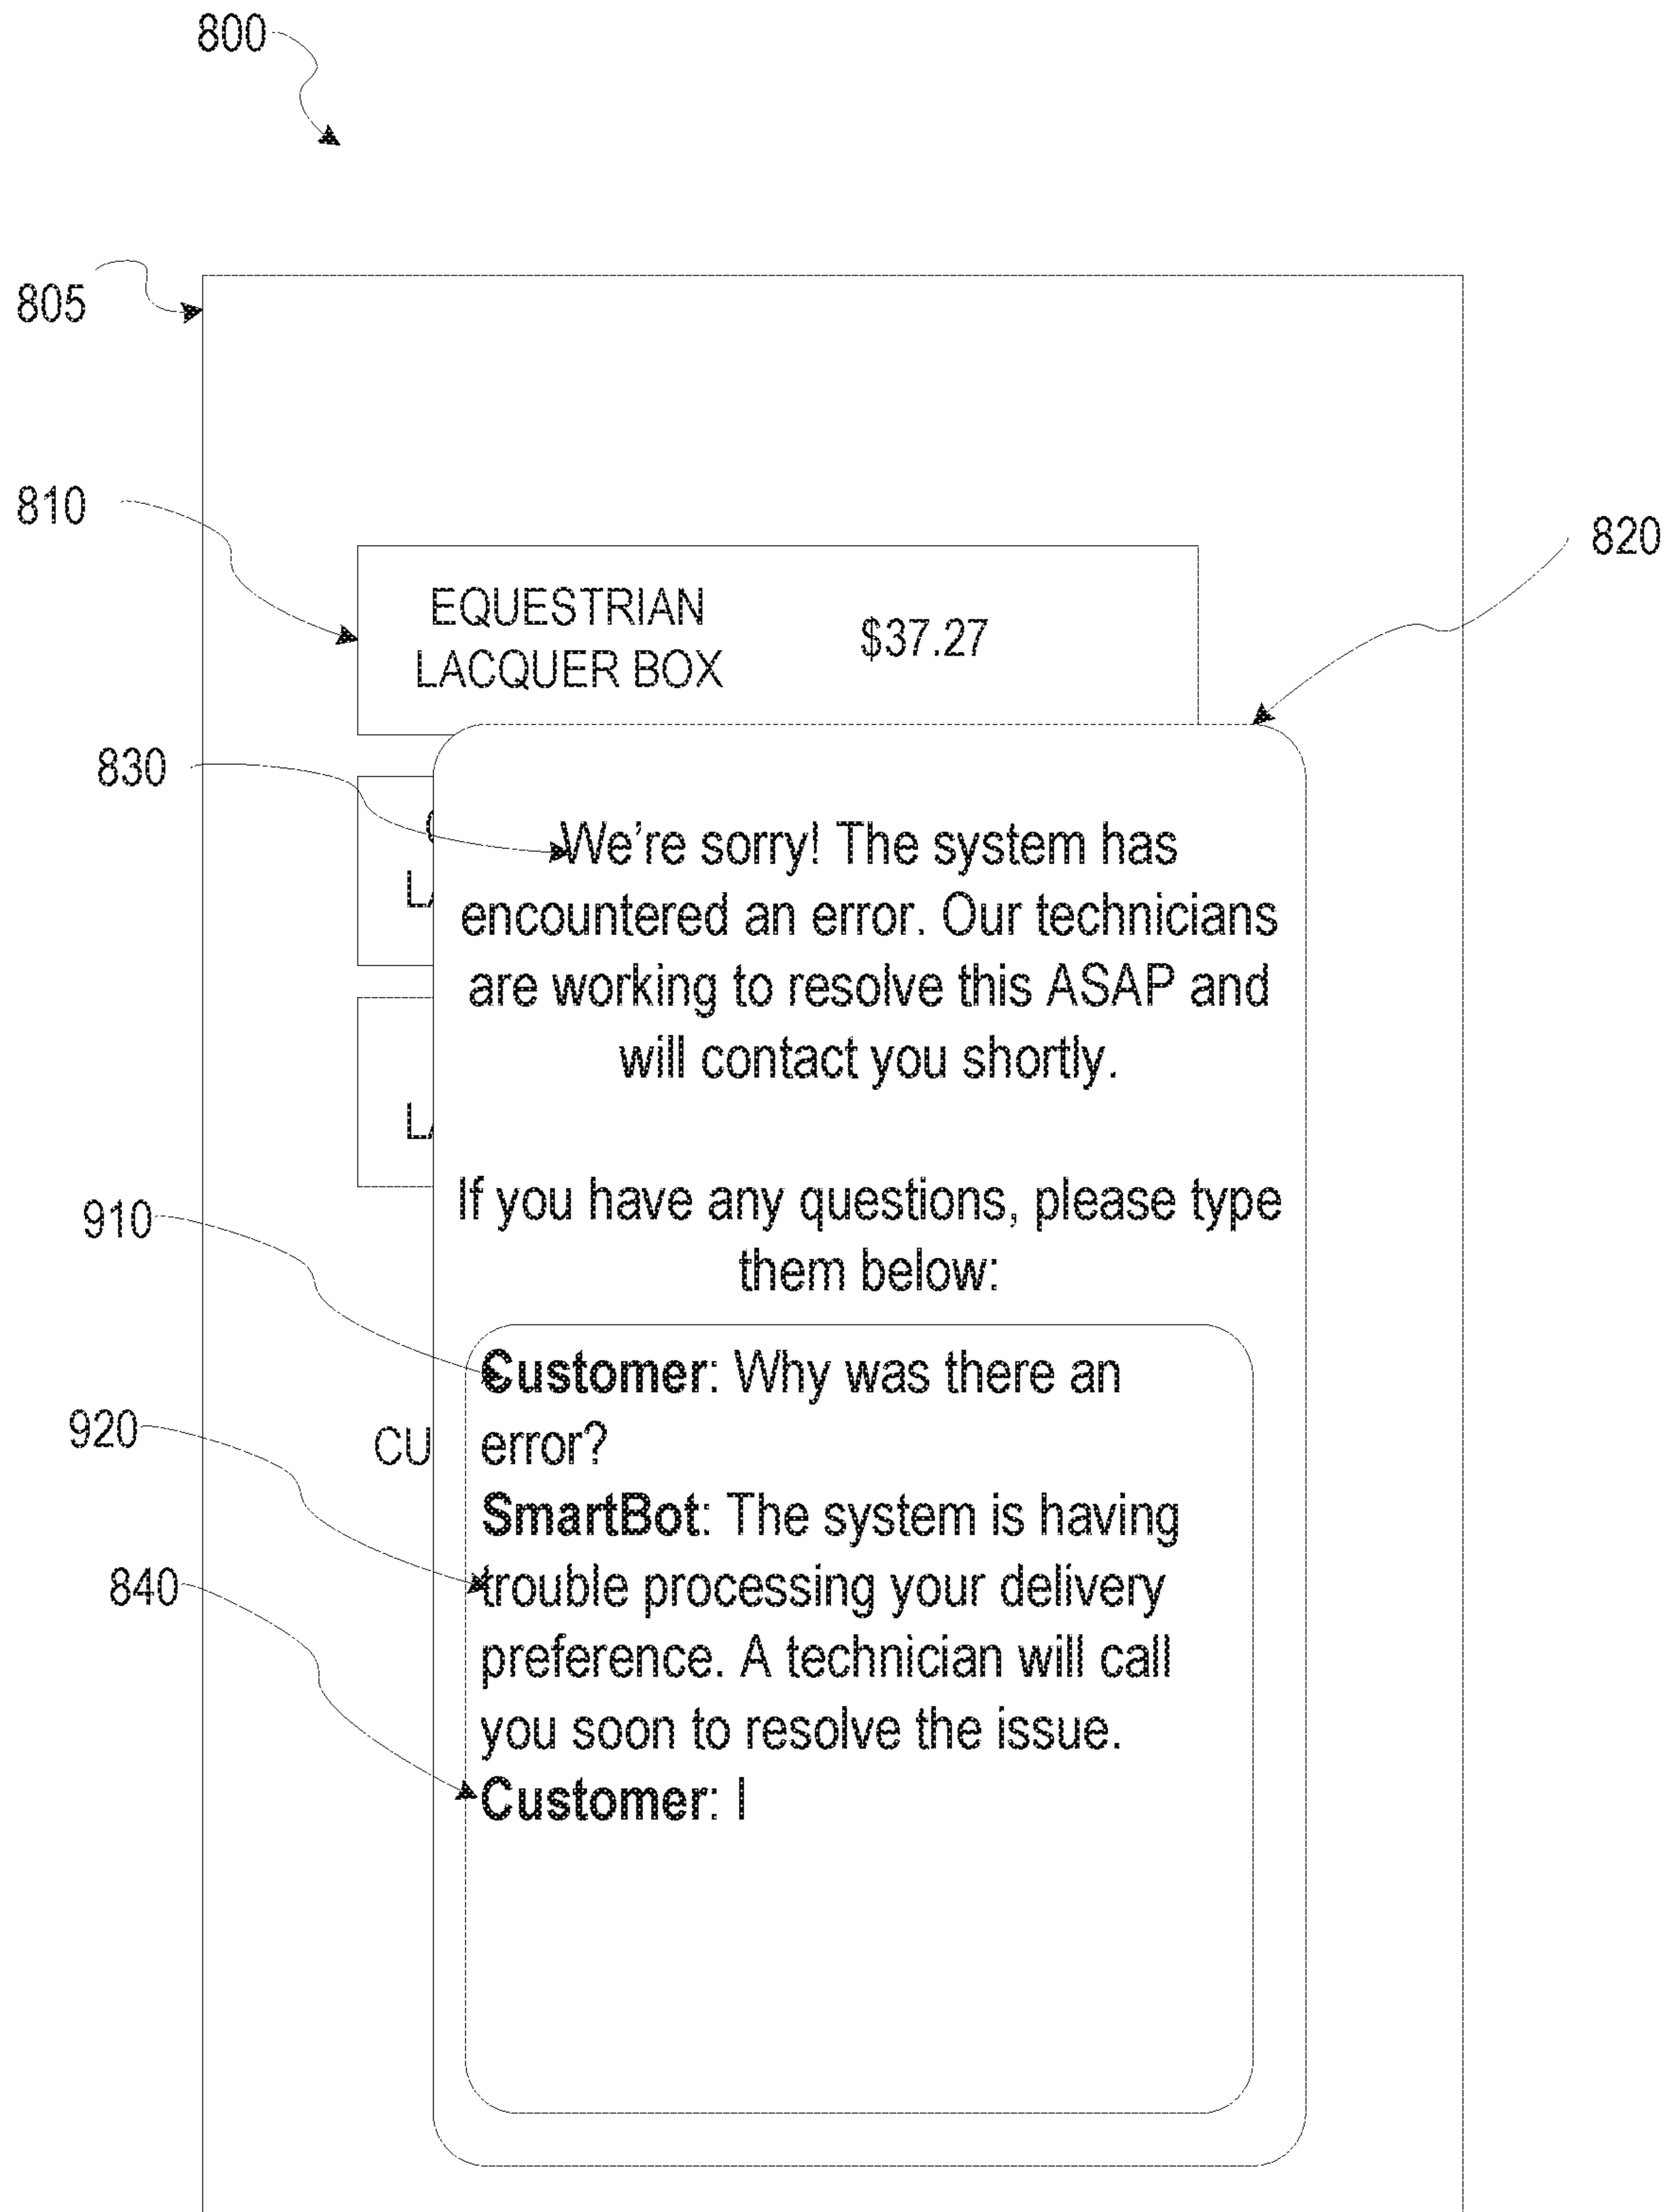 800
805
810
EQUESTRIAN
LACQUER BOX
$37.27
820
830
We're sorry! The system has
encountered an error. Our technicians
are working to resolve this ASAP and
will contact you shortly.
If you have any questions, please type
them below:
910
Customer: Why was there an
error?
920
CU
SmartBot: The system is having
trouble processing your delivery
preference. A technician will call
you soon to resolve the issue.
840
Customer: I